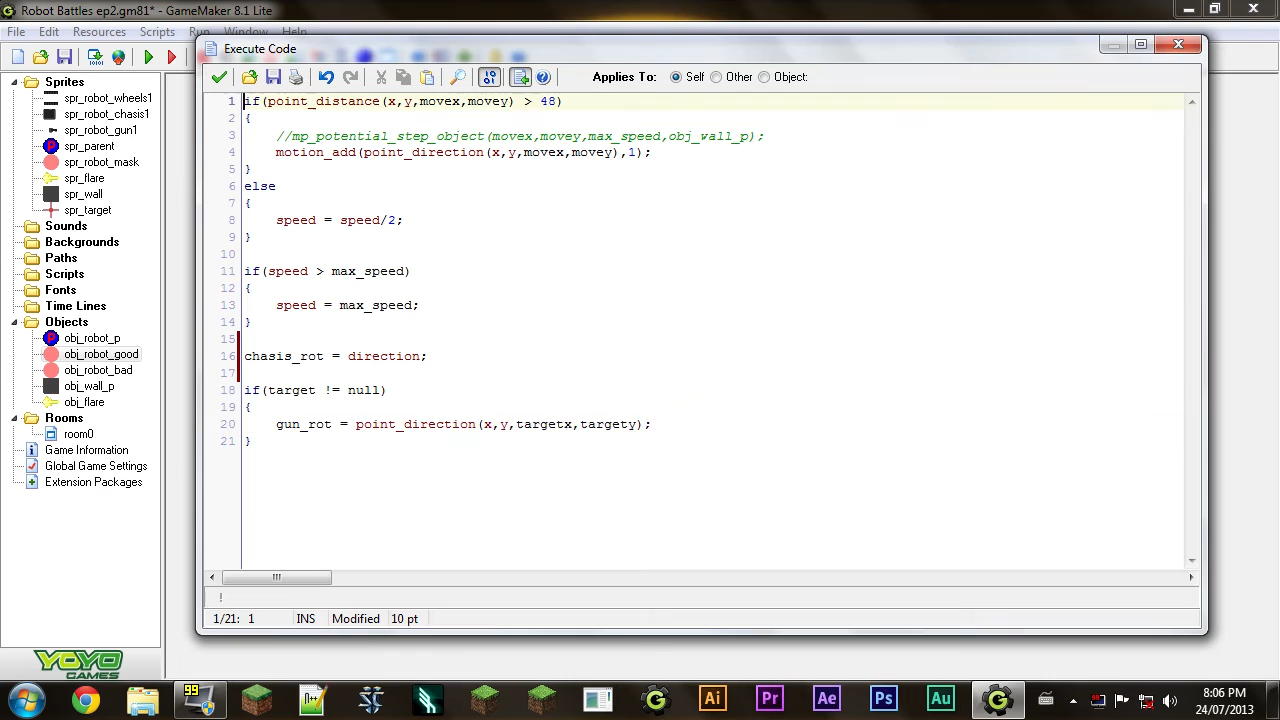 Robot Battles ep2.gm81* - GameMaker 8.1 Lite
File Edit Resources Scripts Run Window Help
Execute Code
Applies To: Self Other Object:
Sprites
spr_robot_wheels1
spr_robot_chasis1
spr_robot_gun1
spr_parent
spr_robot_mask
spr_flare
spr_wall
spr_target
Sounds
Backgrounds
Paths
Scripts
Fonts
Time Lines
Objects
obj_robot_p
obj_robot_good
obj_robot_bad
obj_wall_p
obj_flare
Rooms
room0
Game Information
Global Game Settings
Extension Packages
YOYO
GAMES
1 if(point_distance(x,y,movex,movey) > 48)
2 {
3 //mp_potential_step_object(movex,movey,max_speed,obj_wall_p);
4 motion_add(point_direction(x,y,movex,movey),1);
5 }
6 else
7 {
8 speed = speed/2;
9 }
10
11 if(speed > max_speed)
12 {
13 speed = max_speed;
14 }
15
16 chasis_rot = direction;
17
18 if(target != null)
19 {
20 gun_rot = point_direction(x,y,targetx,targety);
21 }
!
1/21: 1 INS Modified 10 pt
99
Ai Pr Ae Ps Au
8:06 PM
24/07/2013